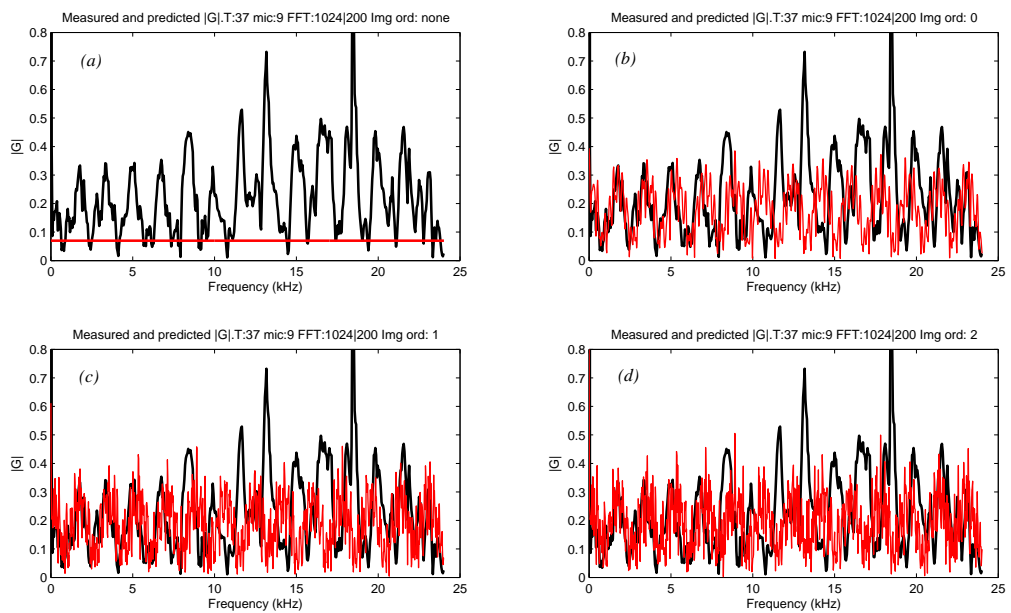 Measured and predicted |G|.T:37 mic:9 FFT:1024|200 Img ord: none
(a)
|G|
0.8
0.7
0.6
0.5
0.4
0.3
0.2
0.1
0
0 5 10 15 20 25
Frequency (kHz)
Measured and predicted |G|.T:37 mic:9 FFT:1024|200 Img ord: 0
(b)
|G|
0.8
0.7
0.6
0.5
0.4
0.3
0.2
0.1
0
0 5 10 15 20 25
Frequency (kHz)
Measured and predicted |G|.T:37 mic:9 FFT:1024|200 Img ord: 1
(c)
|G|
0.8
0.7
0.6
0.5
0.4
0.3
0.2
0.1
0
0 5 10 15 20 25
Frequency (kHz)
Measured and predicted |G|.T:37 mic:9 FFT:1024|200 Img ord: 2
(d)
|G|
0.8
0.7
0.6
0.5
0.4
0.3
0.2
0.1
0
0 5 10 15 20 25
Frequency (kHz)